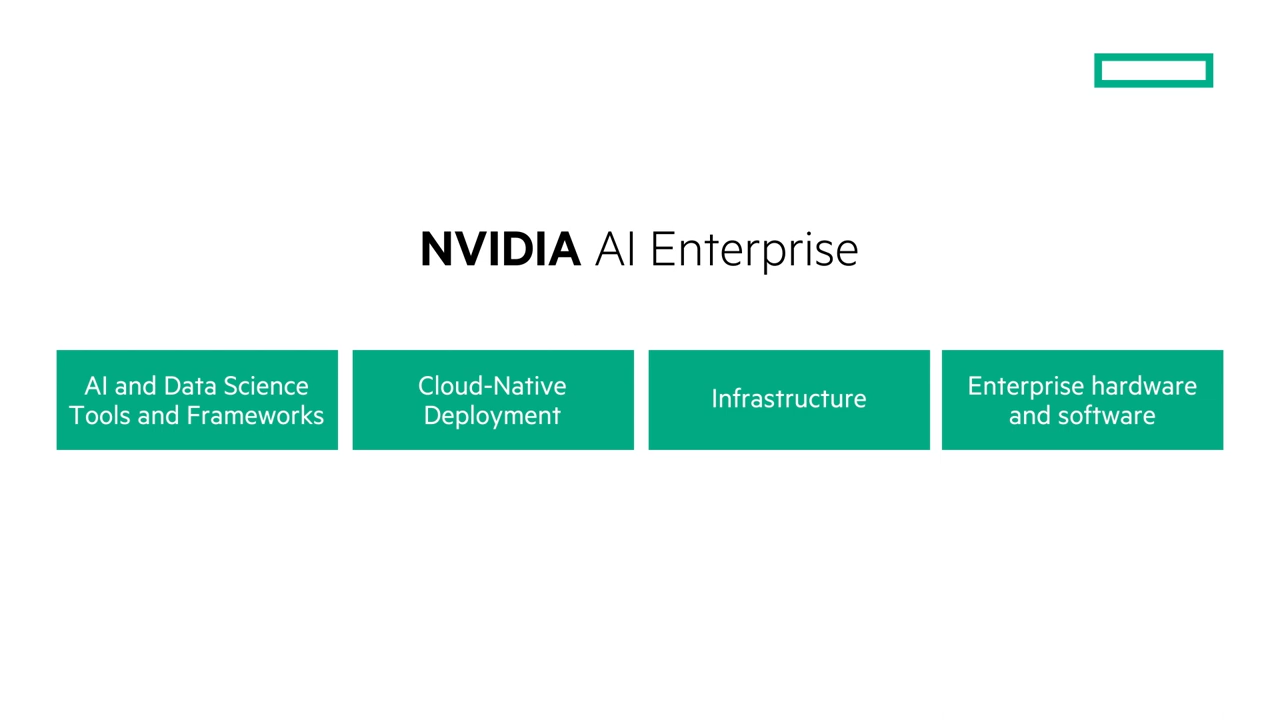 NVIDIA AI Enterprise
AI and Data Science
Tools and Frameworks
Cloud-Native
Deployment
Infrastructure
Enterprise hardware
and software